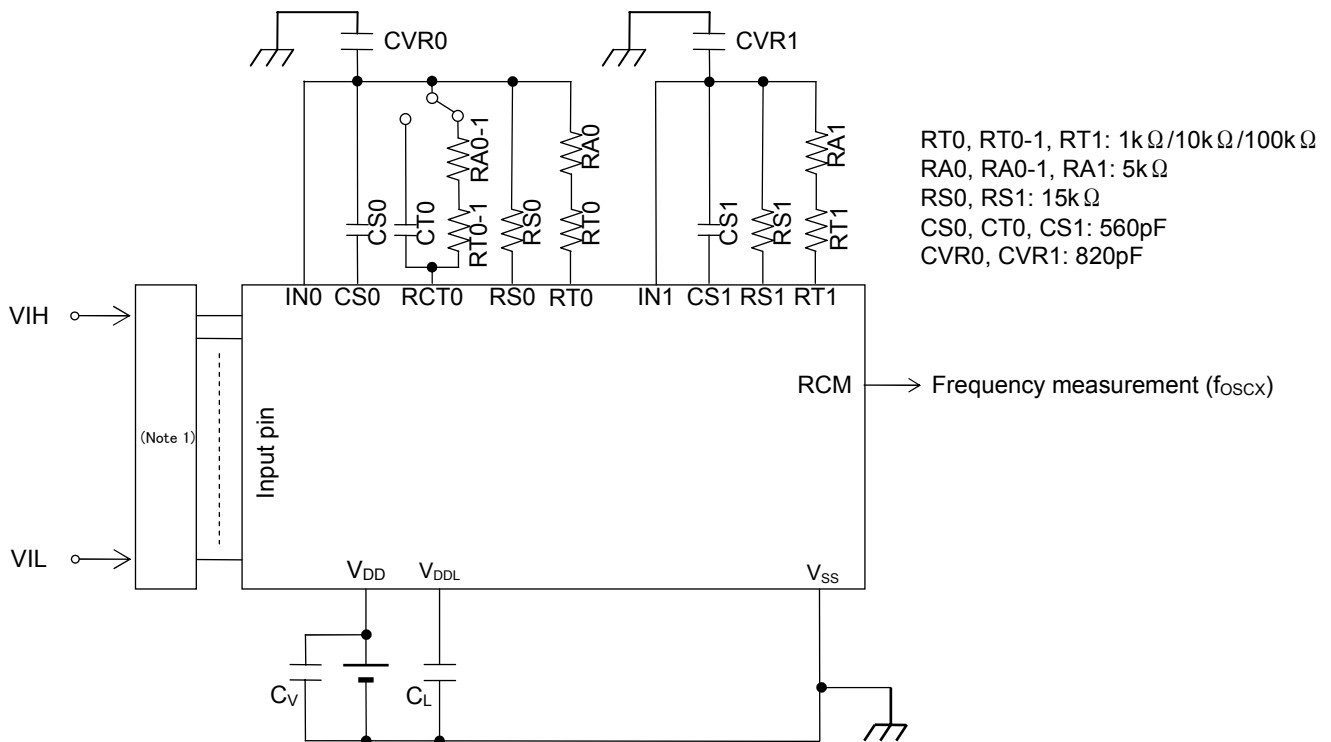 CVR0
CVR1
CS0
CT0
RA0-1
RT0-1
RS0
RA0
RT0
CS1
RS1
RA1
RT1
RT0, RT0-1, RT1: 1kΩ/10kΩ/100kΩ
RA0, RA0-1, RA1: 5kΩ
RS0, RS1: 15kΩ
CS0, CT0, CS1: 560pF
CVR0, CVR1: 820pF
IN0 CS0 RCT0 RS0 RT0 IN1 CS1 RS1 RT1
VIH
(Note 1)
Input pin
RCM
Frequency measurement (fOSCX)
VIL
VDD
VDDL
VSS
CV
CL